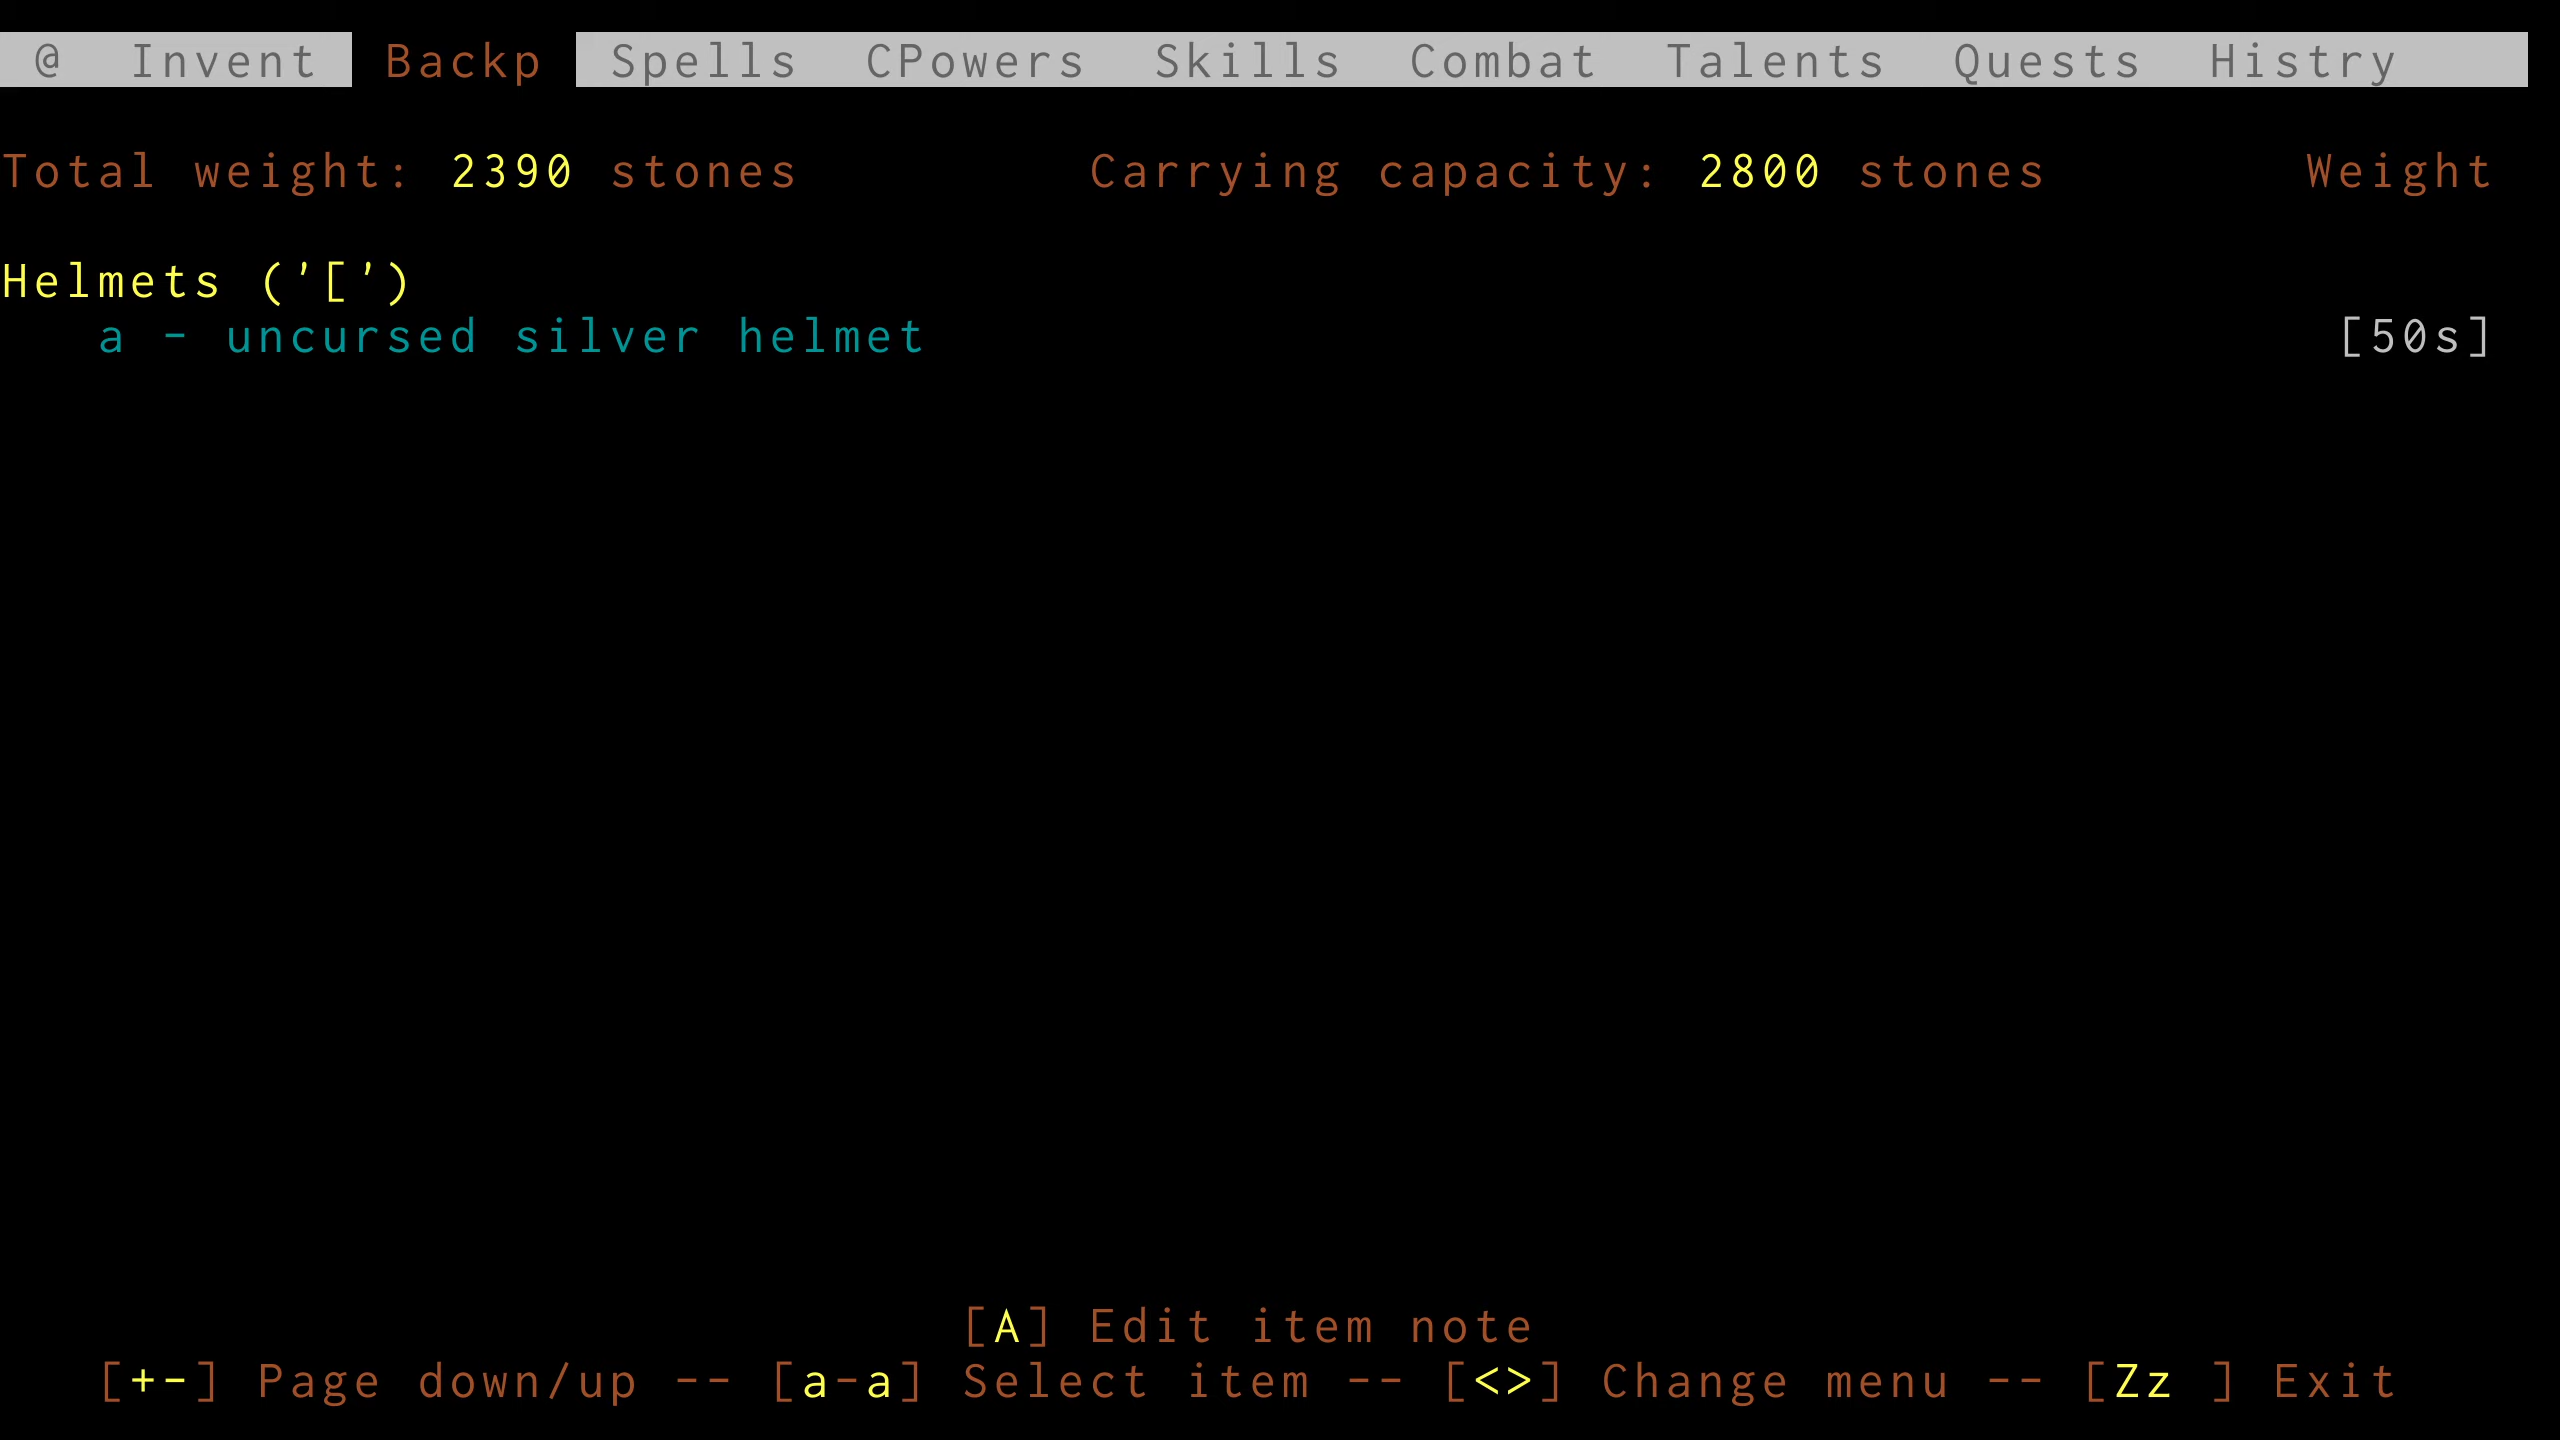 @ Invent Backp Spells CPowers Skills Combat Talents Quests Histry
Total weight: 2390 stones Carrying capacity: 2800 stones Weight
Helmets ('[')
a - uncursed silver helmet [50s]
[A] Edit item note
[+-] Page down/up -- [a-a] Select item -- [<>] Change menu -- [Zz ] Exit